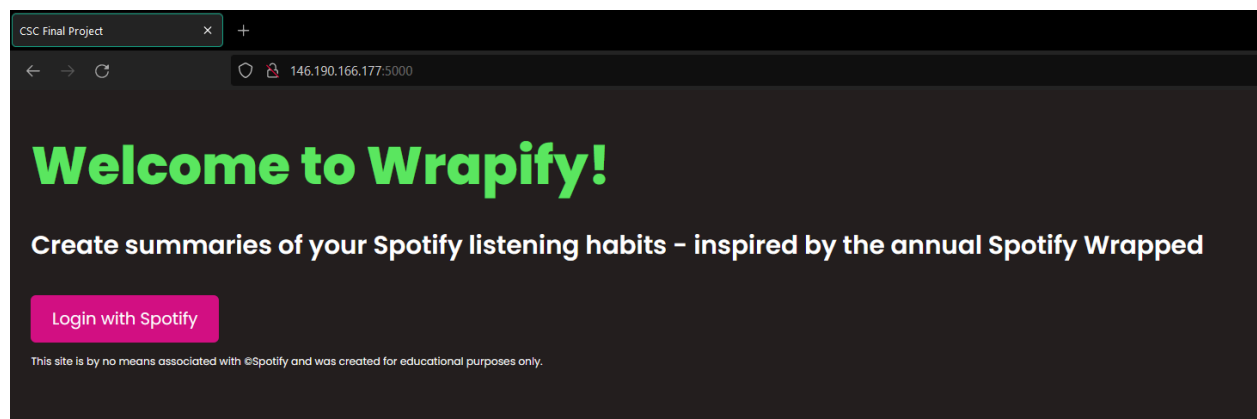 CSC Final Project
146.190.166.177:5000
Welcome to Wrapify!
Create summaries of your Spotify listening habits - inspired by the annual Spotify Wrapped
Login with Spotify
This site is by no means associated with ©Spotify and was created for educational purposes only.